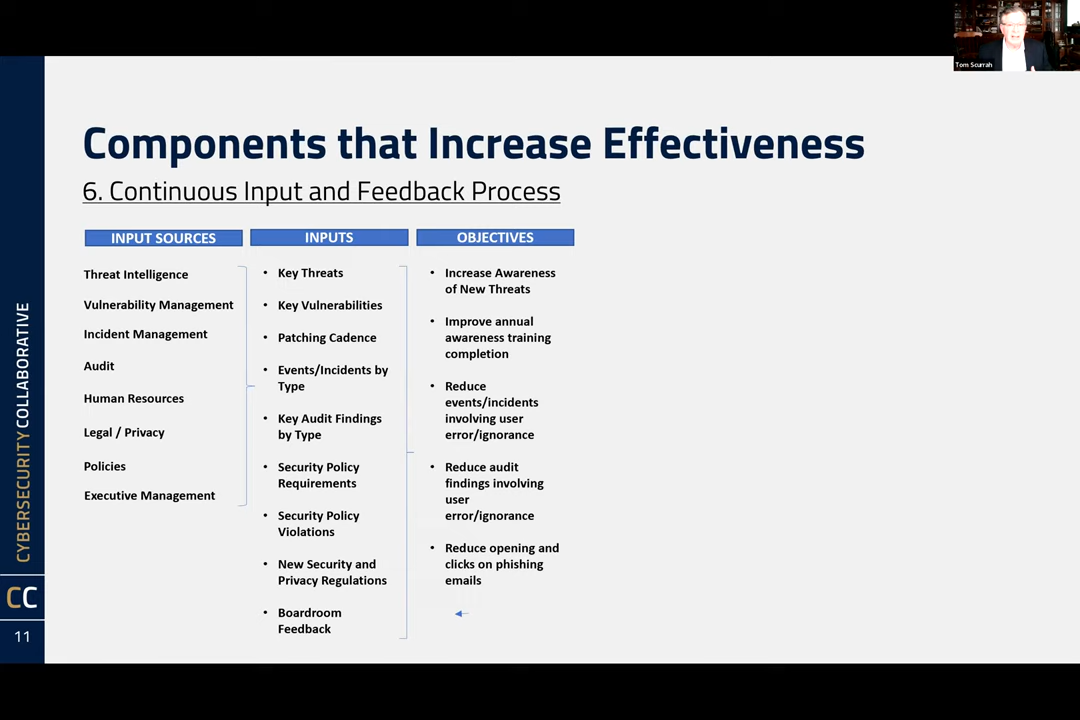 Tom Scurrah
Components that Increase Effectiveness
6. Continuous Input and Feedback Process
INPUT SOURCES
Threat Intelligence
Vulnerability Management
Incident Management
Audit
Human Resources
Legal / Privacy
Policies
Executive Management
INPUTS
• Key Threats
• Key Vulnerabilities
• Patching Cadence
• Events/Incidents by
Type
• Key Audit Findings
by Type
• Security Policy
Requirements
• Security Policy
Violations
• New Security and
Privacy Regulations
• Boardroom
Feedback
OBJECTIVES
• Increase Awareness
of New Threats
• Improve annual
awareness training
completion
• Reduce
events/incidents
involving user
error/ignorance
• Reduce audit
findings involving
user
error/ignorance
• Reduce opening and
clicks on phishing
emails
CYBERSECURITY COLLABORATIVE
CC
11